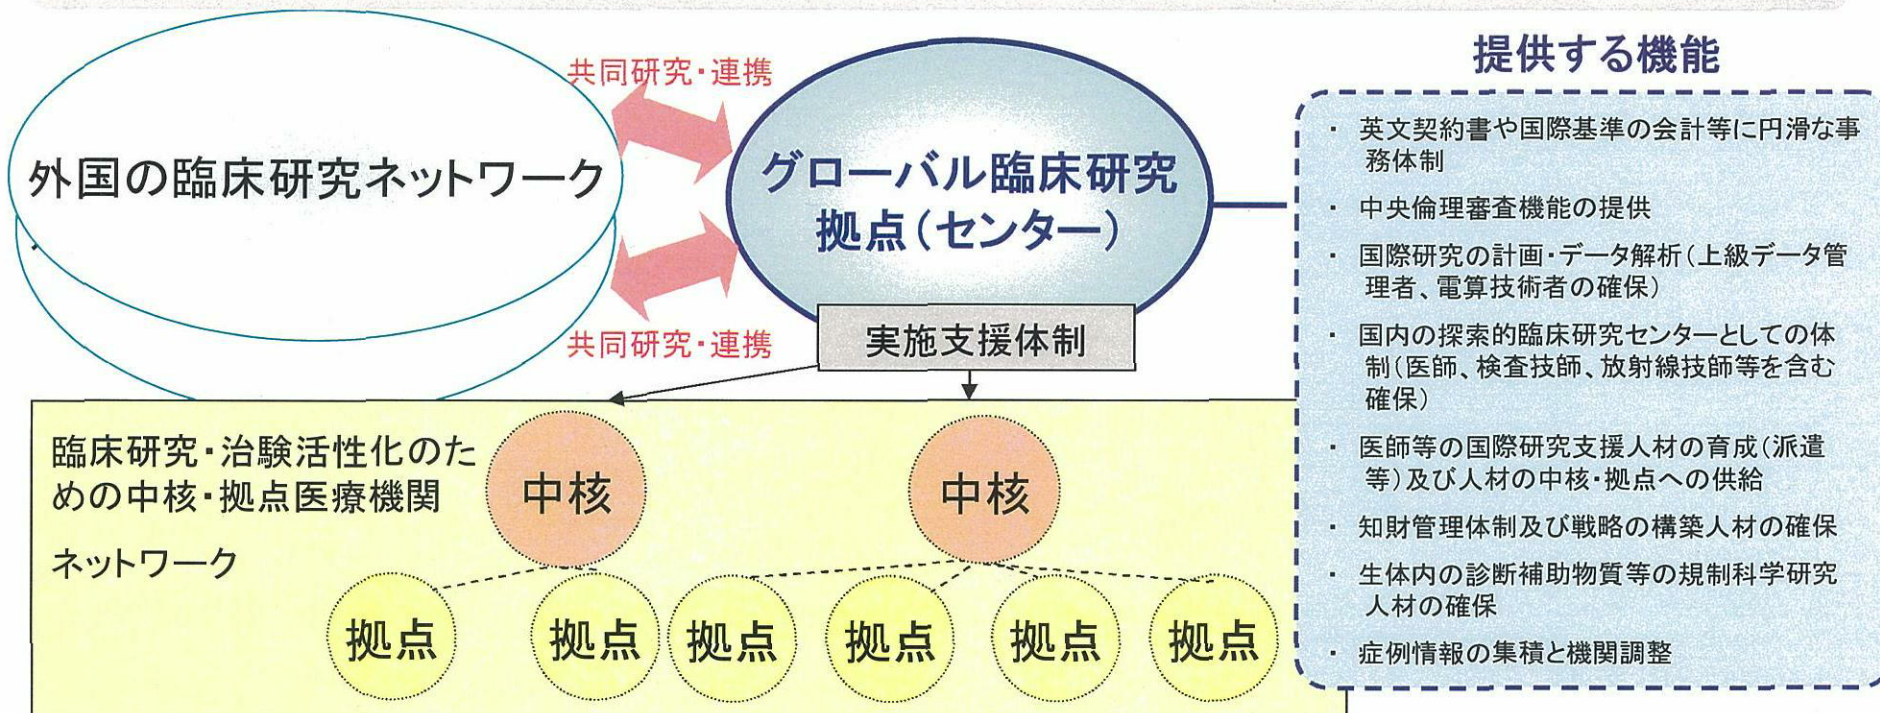 共同研究・連携
外国の臨床研究ネットワーク
グローバル臨床研究
拠点(センター)
共同研究・連携
実施支援体制
臨床研究・治験活性化のた
めの中核・拠点医療機関
ネットワーク
中核
中核
拠点
拠点
拠点
拠点
拠点
拠点
提供する機能
・ 英文契約書や国際基準の会計等に円滑な事
務体制
・ 中央倫理審査機能の提供
・ 国際研究の計画・データ解析(上級データ管
理者、電算技術者の確保)
・ 国内の探索的臨床研究センターとしての体
制(医師、検査技師、放射線技師等を含む
確保)
・ 医師等の国際研究支援人材の育成(派遣
等)及び人材の中核・拠点への供給
・ 知財管理体制及び戦略の構築人材の確保
・ 生体内の診断補助物質等の規制科学研究
人材の確保
・ 症例情報の集積と機関調整